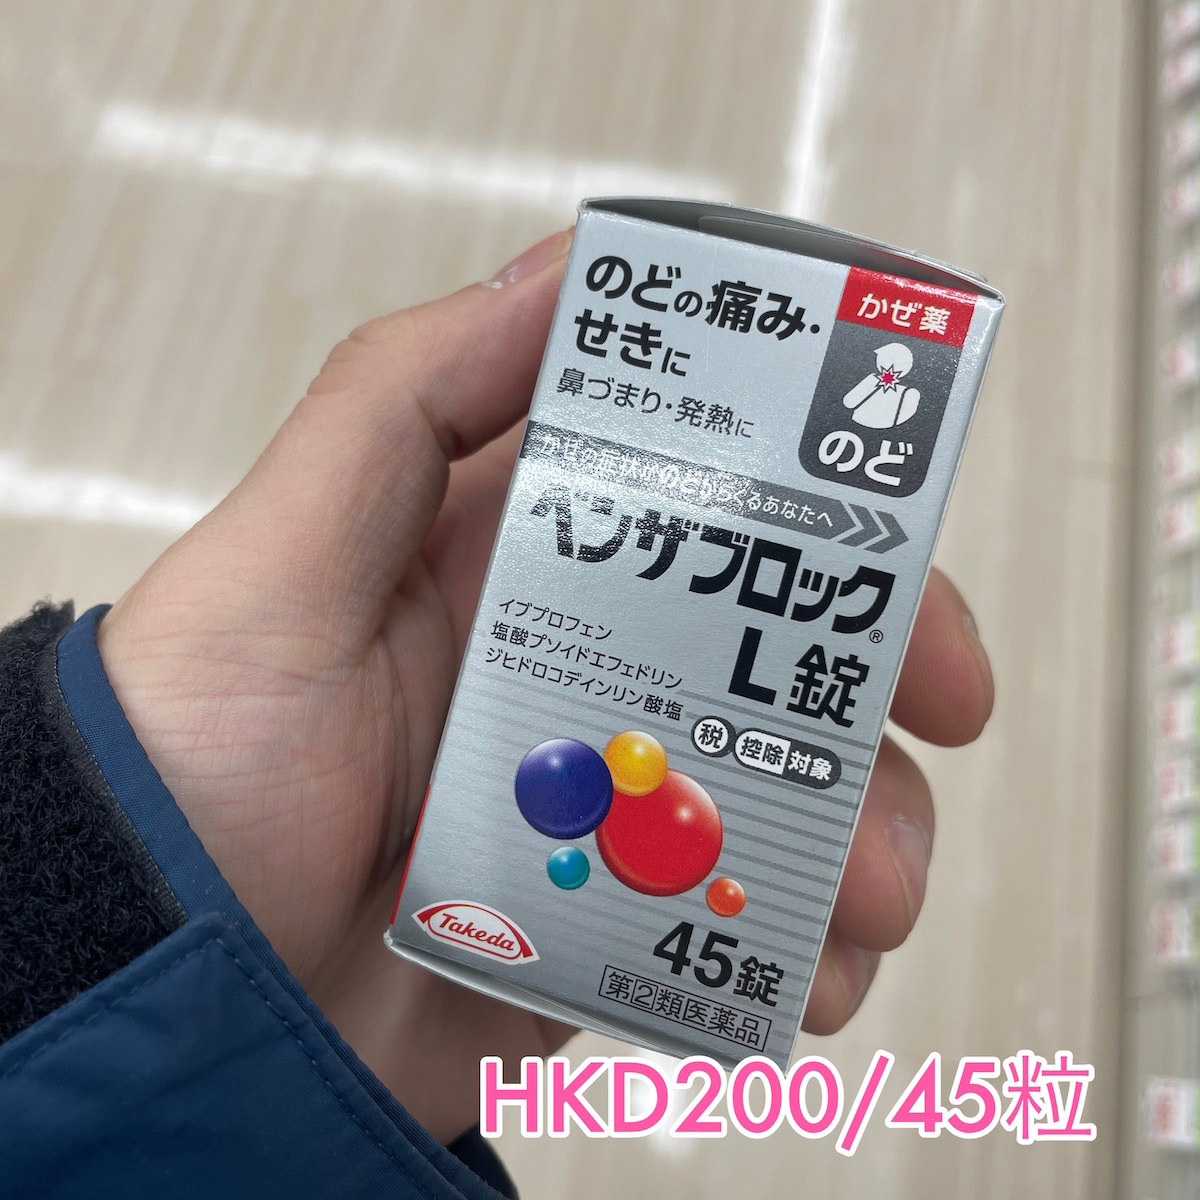 のどの痛み・
せきに
鼻づまり・発熱に
かぜ薬
のど
かぜの症状がのどからくるあなたへ
ベンザブロック®
L錠
イブプロフェン
塩酸プソイドエフェドリン
ジヒドロコデインリン酸塩
税 控除 対象
Takeda
45錠
第②類医薬品
HKD200/45粒